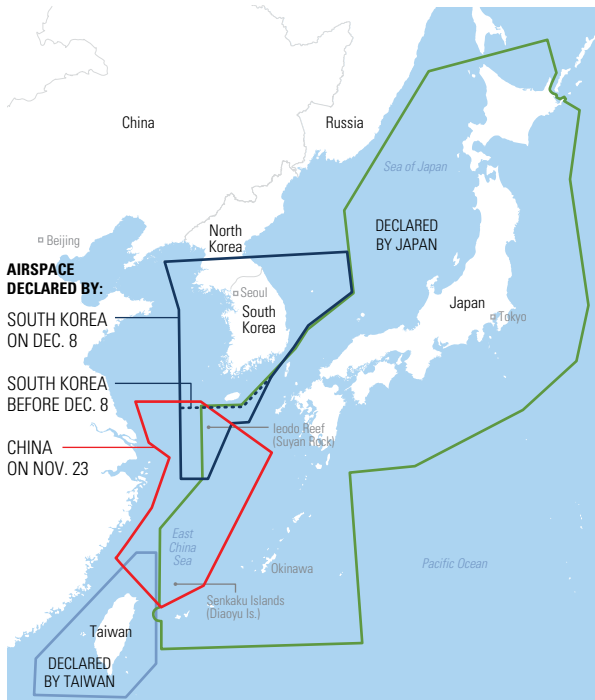 China
Russia
Sea of Japan
North
Korea
DECLARED
BY JAPAN
Beijing
AIRSPACE
DECLARED BY:
Seoul
SOUTH KOREA
ON DEC. 8
South
Korea
Japan
Tokyo
SOUTH KOREA
BEFORE DEC. 8
Ieodo Reef
(Suyan Rock)
CHINA
ON NOV. 23
East
China
Sea
Okinawa
Pacific Ocean
Senkaku Islands
(Diaoyu Is.)
Taiwan
DECLARED
BY TAIWAN